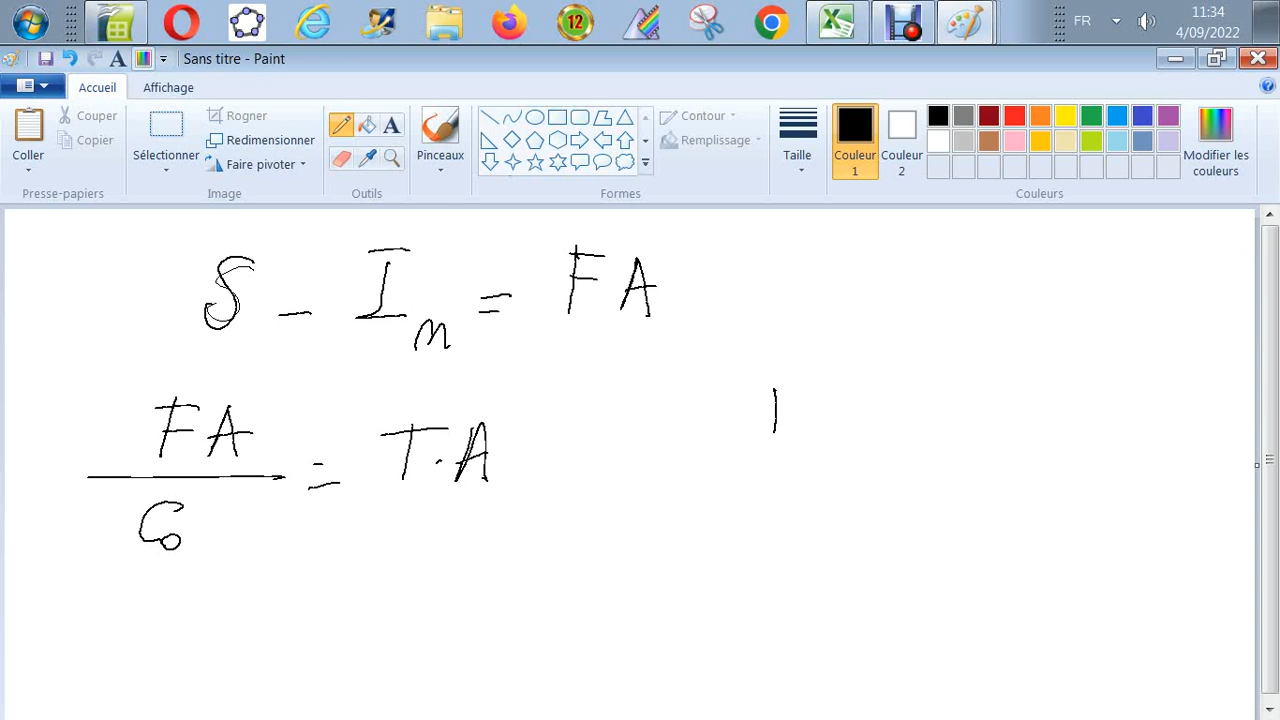 12
FR
11:34
4/09/2022
Sans titre - Paint
Accueil
Affichage
Coller
Couper
Copier
Presse-papiers
Sélectionner
Rogner
Redimensionner
Faire pivoter
Image
A
Outils
Pinceaux
Contour
Remplissage
Formes
Taille
Couleur
1
Couleur
2
Modifier les
couleurs
Couleurs
S - I_m = FA
FA
= T.A